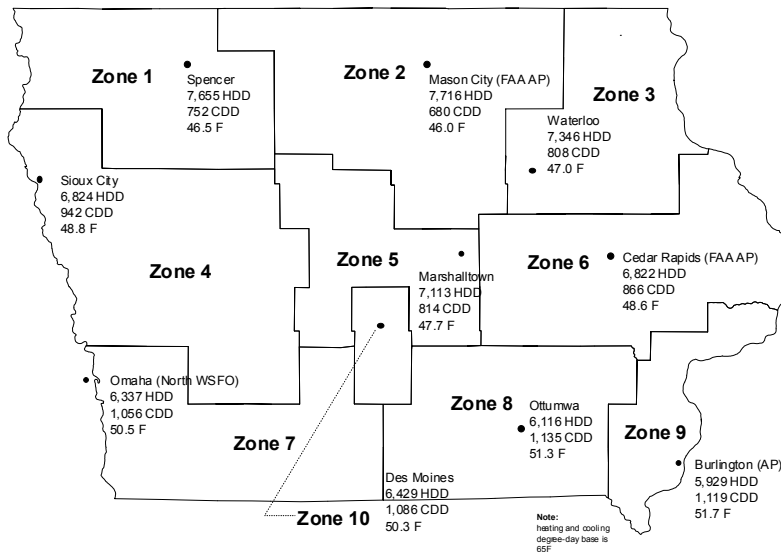 Zone 1
Spencer
7,655 HDD
752 CDD
46.5 F
Zone 2
Mason City (FAA AP)
7,716 HDD
680 CDD
46.0 F
Zone 3
Waterloo
7,346 HDD
808 CDD
47.0 F
Sioux City
6,824 HDD
942 CDD
48.8 F
Zone 4
Zone 5
Marshalltown
7,113 HDD
814 CDD
47.7 F
Zone 6
Cedar Rapids (FAA AP)
6,822 HDD
866 CDD
48.6 F
Omaha (North WSFO)
6,337 HDD
1,056 CDD
50.5 F
Zone 7
Zone 8
Ottumwa
6,116 HDD
1,135 CDD
51.3 F
Zone 9
Burlington (AP)
5,929 HDD
1,119 CDD
51.7 F
Des Moines
6,429 HDD
1,086 CDD
50.3 F
Zone 10
Note:
heating and cooling
degree-day base is
65F